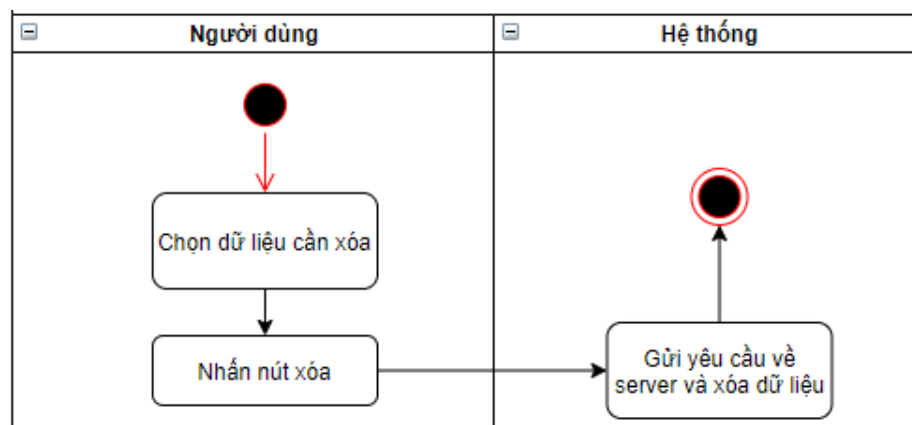 Người dùng
Hệ thống
Chọn dữ liệu cần xóa
Nhấn nút xóa
Gửi yêu cầu về
server và xóa dữ liệu